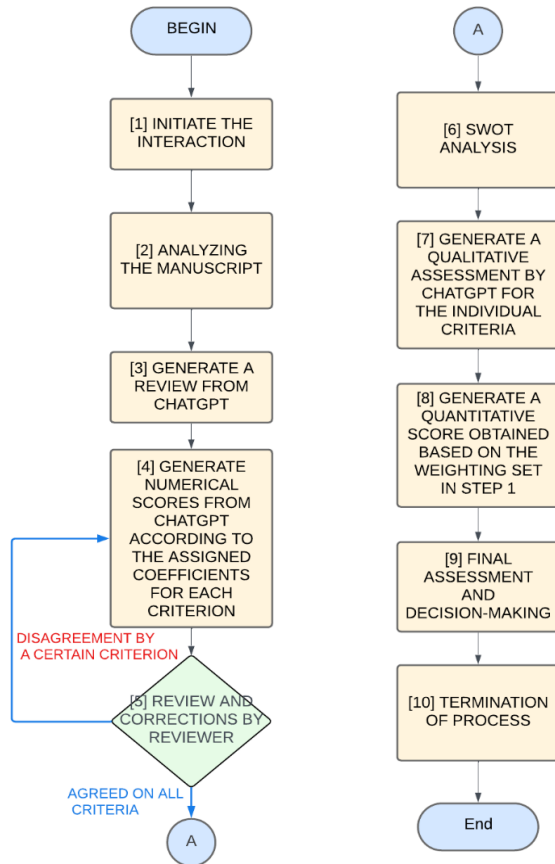 BEGIN
[1] INITIATE THE
INTERACTION
[2] ANALYZING
THE MANUSCRIPT
[3] GENERATE A
REVIEW FROM
CHATGPT
[4] GENERATE
NUMERICAL
SCORES FROM
CHATGPT
ACCORDING TO
THE ASSIGNED
COEFFICIENTS
FOR EACH
CRITERION
DISAGREEMENT BY
A CERTAIN CRITERION
[5] REVIEW AND
CORRECTIONS BY
REVIEWER
AGREED ON ALL
CRITERIA
A
A
[6] SWOT
ANALYSIS
[7] GENERATE A
QUALITATIVE
ASSESSMENT BY
CHATGPT FOR
THE INDIVIDUAL
CRITERIA
[8] GENERATE A
QUANTITATIVE
SCORE OBTAINED
BASED ON THE
WEIGHTING SET
IN STEP 1
[9] FINAL
ASSESSMENT
AND
DECISION-MAKING
[10] TERMINATION
OF PROCESS
End